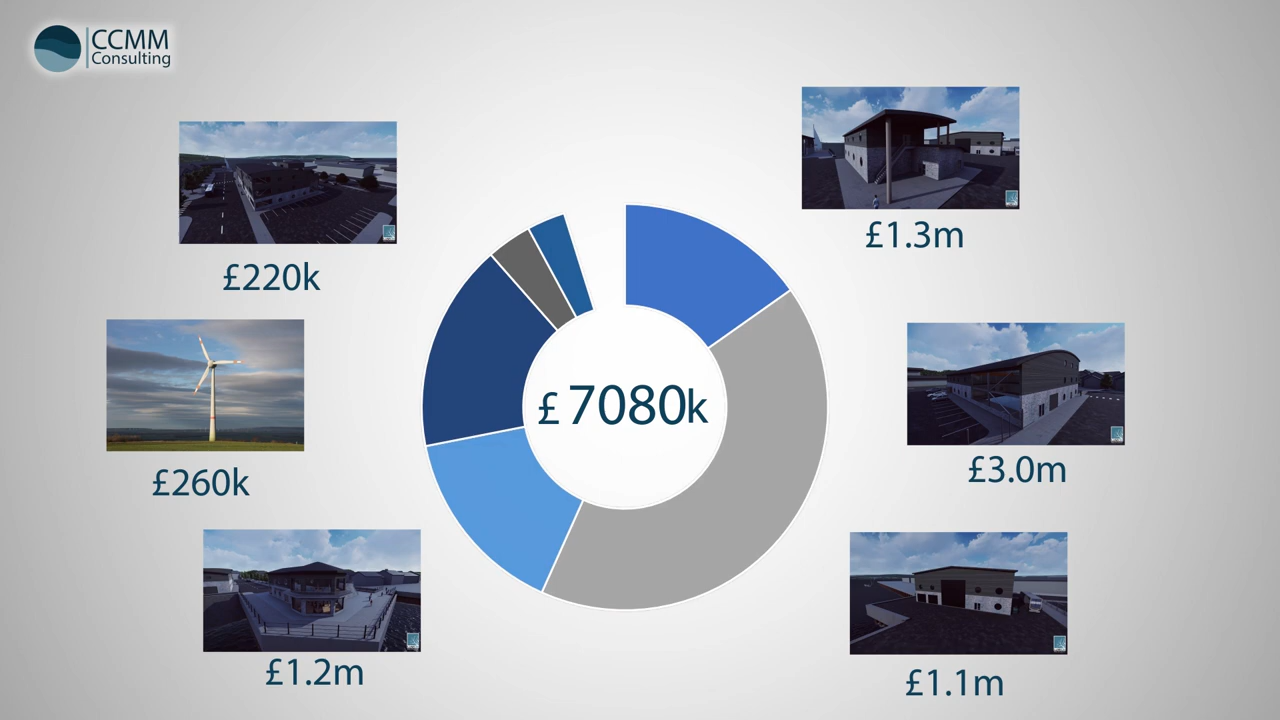 CCMM
Consulting
£1.3m
£220k
£7080k
£3.0m
£260k
£1.2m
£1.1m